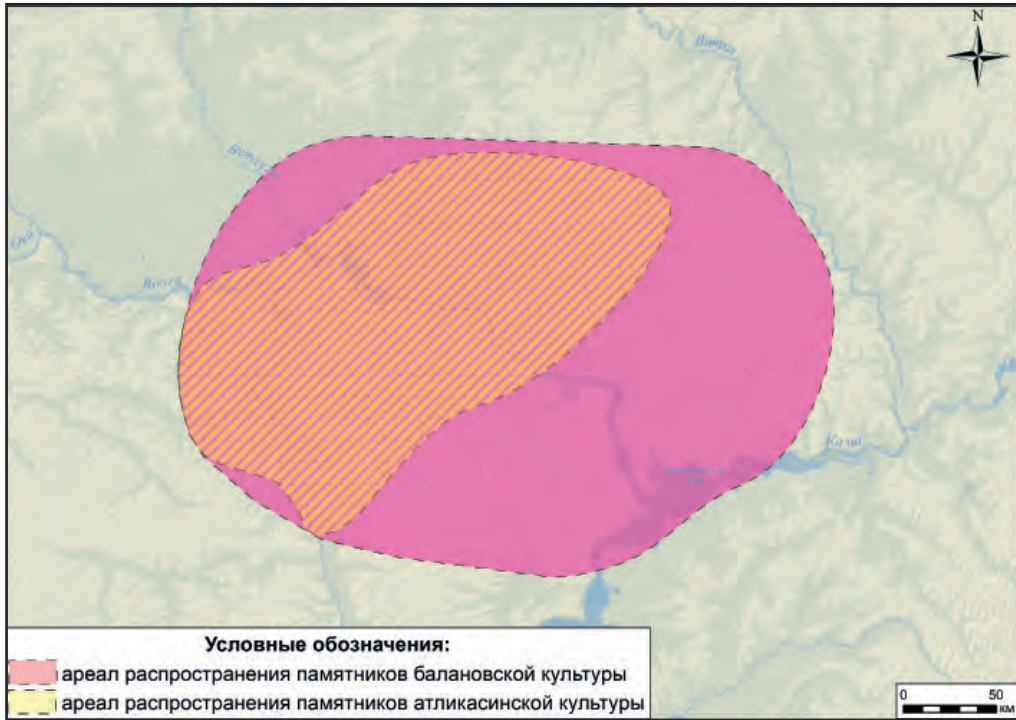 N
Вятка
Ветлуга
Ока
Волга
Кама
Условные обозначения:
ареал распространения памятников балановской культуры
ареал распространения памятников атликасинской культуры
0 50
км